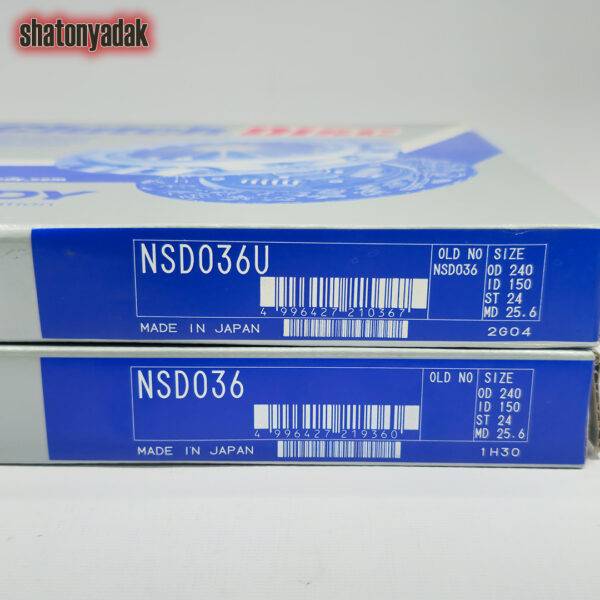 shatonyadak
Clutch Disc
NSD036U
OLD NO
NSD036
SIZE
OD 240
ID 150
ST 24
MD 25.6
4 996427 210367
MADE IN JAPAN
2G04
NSD036
OLD NO
SIZE
OD 240
ID 150
ST 24
MD 25.6
4 996427 219360
MADE IN JAPAN
1H30